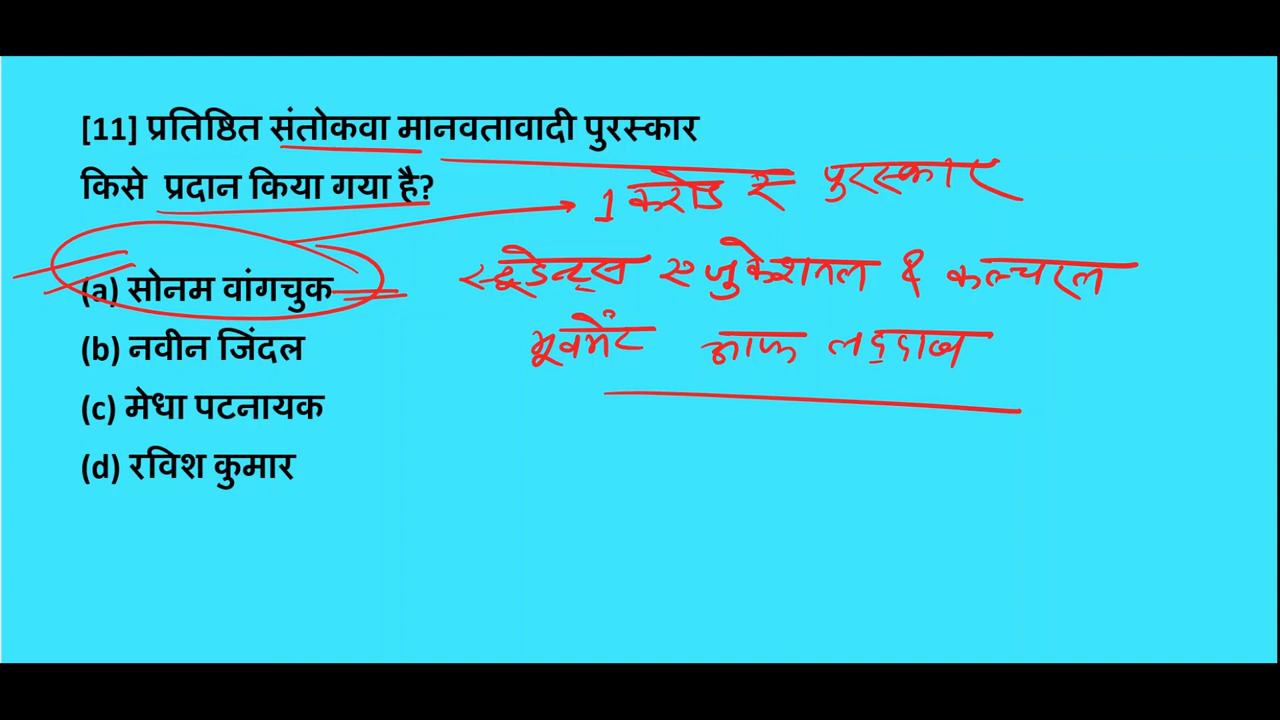 [11] प्रतिष्ठित संतोकवा मानवतावादी पुरस्कार
किसे प्रदान किया गया है?
1 करोड रु पुरस्कार
(a) सोनम वांगचुक
स्टूडेन्ट्स एजुकेशनल & कल्चरल
मूवमेंट आफ लद्दाख
(b) नवीन जिंदल
(c) मेधा पटनायक
(d) रविश कुमार